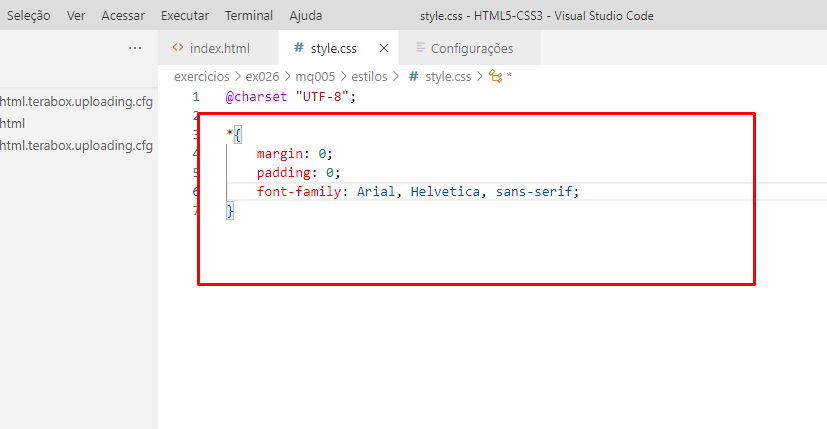 Seleção Ver Acessar Executar Terminal Ajuda style.css - HTML5-CSS3 - Visual Studio Code
··· <> index.html # style.css × Configurações
exercicios > ex026 > mq005 > estilos > # style.css > *
html.terabox.uploading.cfg
html
html.terabox.uploading.cfg
1 @charset "UTF-8";
2
3 *{
4 margin: 0;
5 padding: 0;
6 font-family: Arial, Helvetica, sans-serif;
7 }